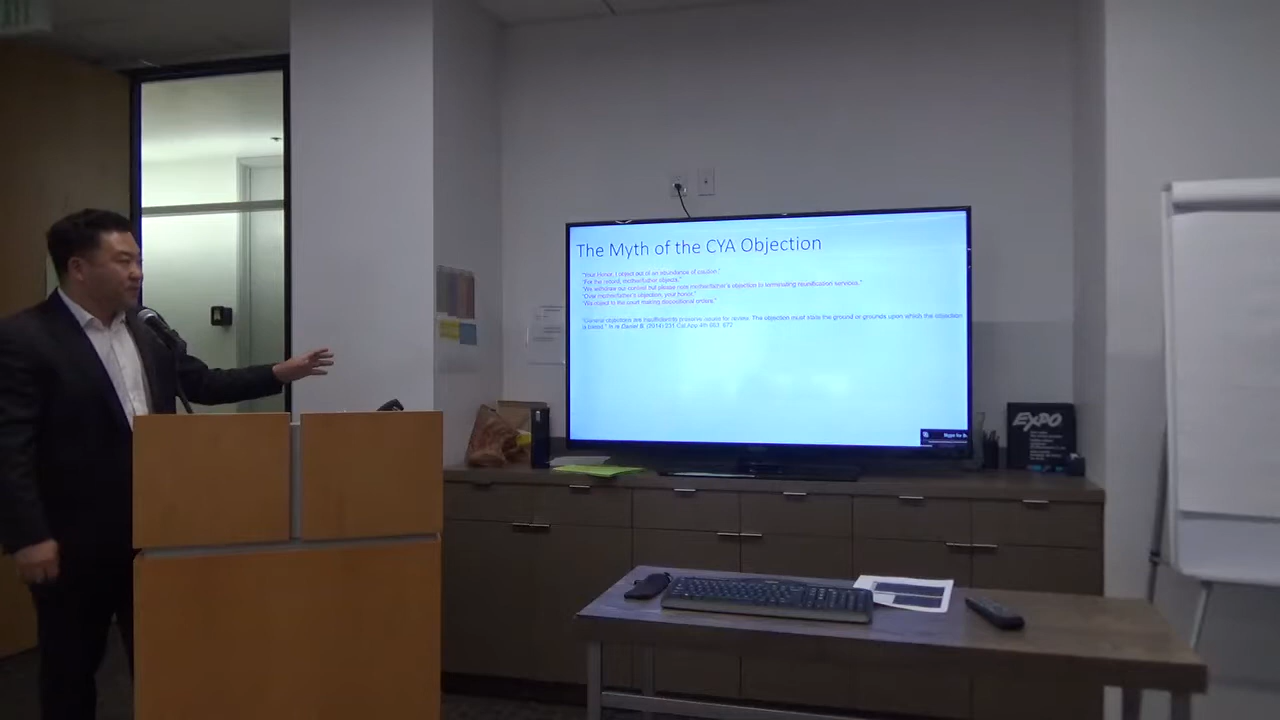 The Myth of the CYA Objection
"Your Honor, I object out of an abundance of caution."
"For the record, mother/father objects."
"We withdraw our contest but please note mother/father's objection to terminating reunification services."
"Over mother/father's objection, your honor."
"We object to the court making dispositional orders."
"General objections are insufficient to preserve issues for review. The objection must state the ground or grounds upon which the objection
is based." In re Daniel B. (2014) 231 Cal.App.4th 663, 672
Skype for B
EXPO